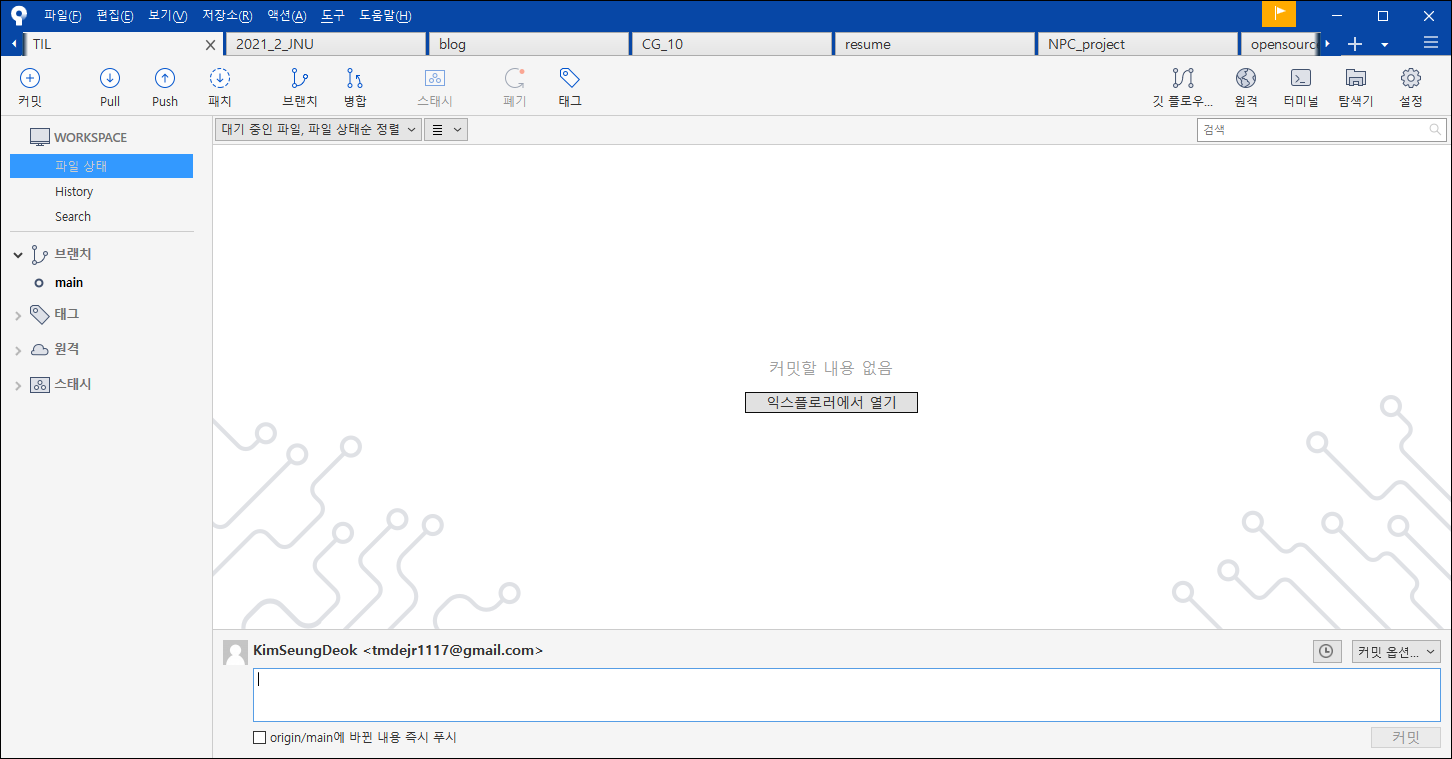 파일(F) 편집(E) 보기(V) 저장소(R) 액션(A) 도구 도움말(H)
TIL 2021_2_JNU blog CG_10 resume NPC_project opensourc
커밋 Pull Push 패치 브랜치 병합 스태시 폐기 태그 깃 플로우... 원격 터미널 탐색기 설정
WORKSPACE
파일 상태
History
Search
브랜치
main
태그
원격
스태시
대기 중인 파일, 파일 상태순 정렬
검색
커밋할 내용 없음
익스플로러에서 열기
KimSeungDeok <tmdejr1117@gmail.com>
커밋 옵션...
origin/main에 바뀐 내용 즉시 푸시
커밋